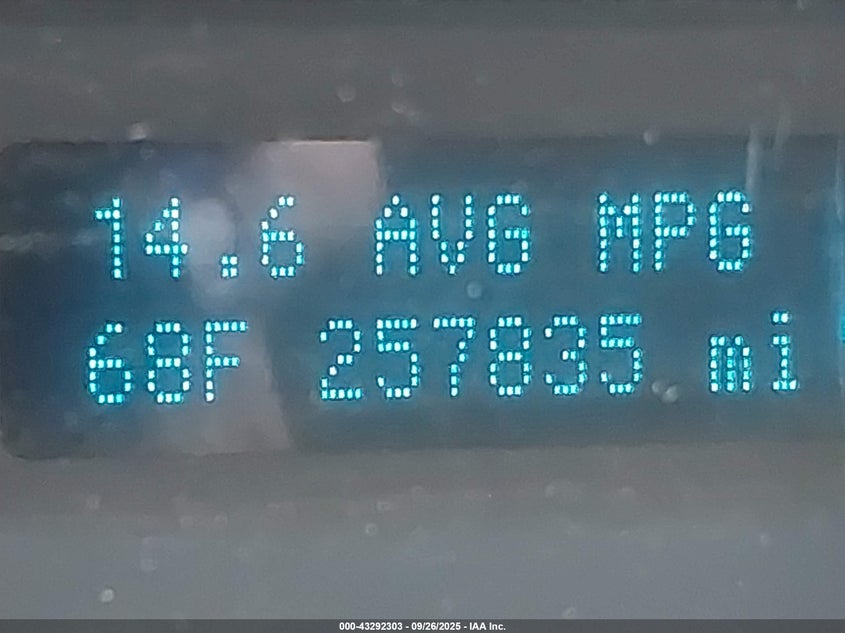 14.6 AVG MPG
68F 257835 mi
000-43292303 - 09/26/2025 - IAA Inc.